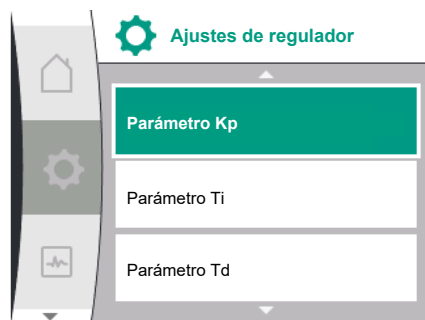 Ajustes de regulador
Parámetro Kp
Parámetro Ti
Parámetro Td